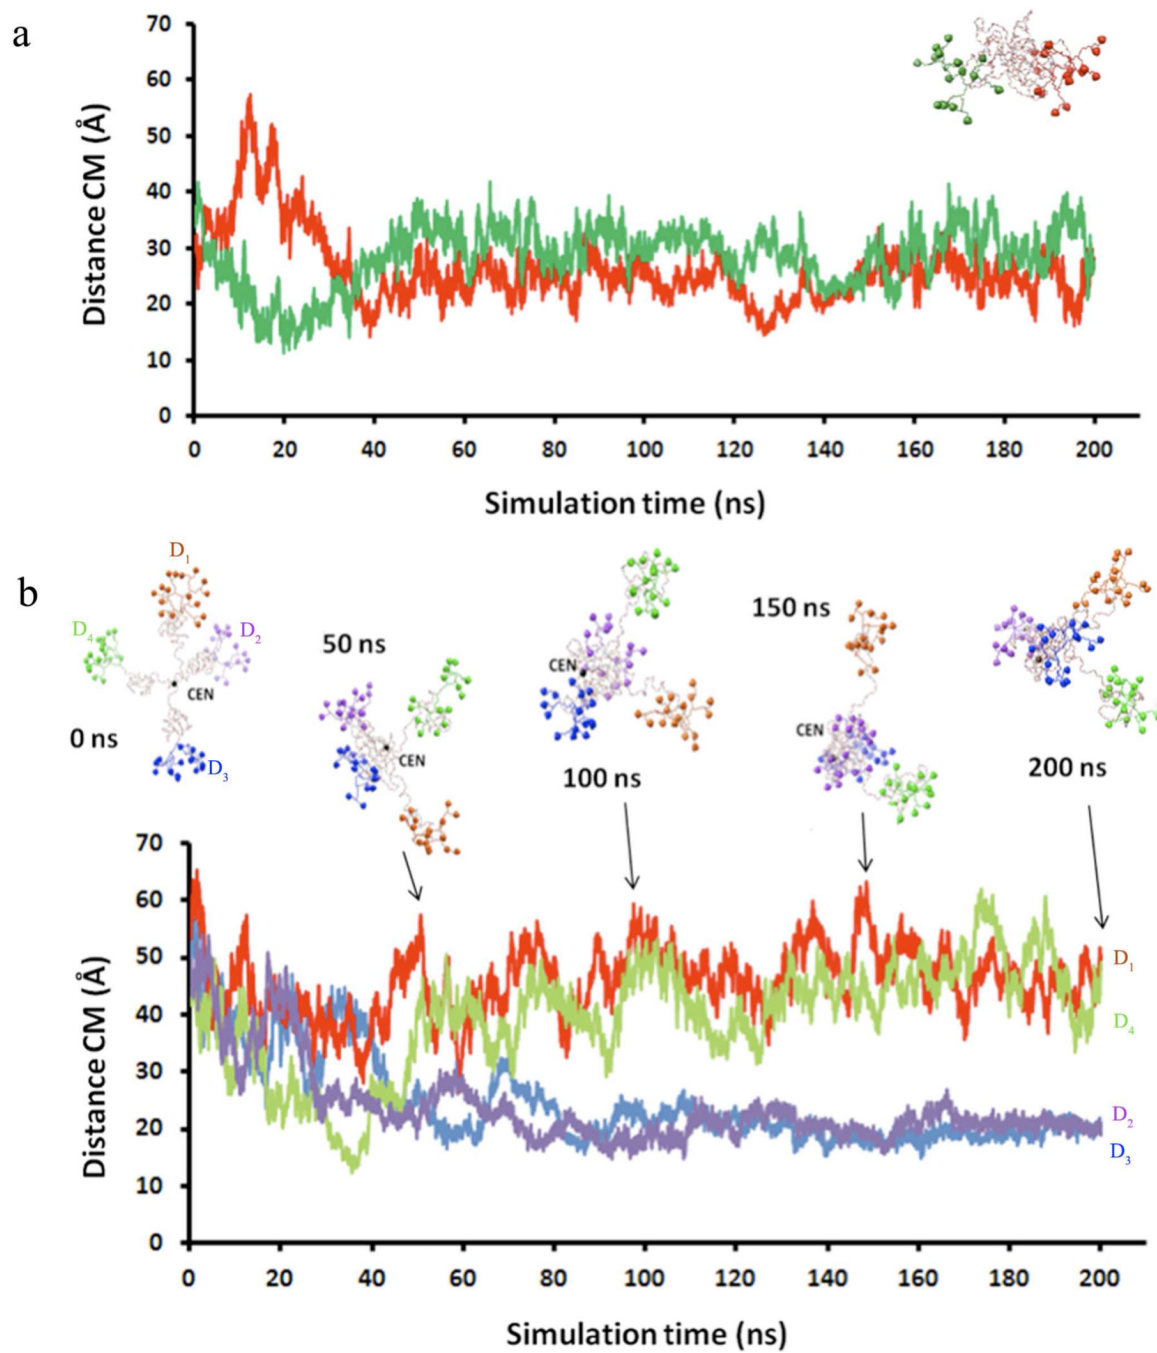 a
70
60
50
40
30
20
10
0
Distance CM (Å)
0 20 40 60 80 100 120 140 160 180 200
Simulation time (ns)
b
D1
D4
D2
CEN
D3
0 ns
50 ns
CEN
CEN
100 ns
150 ns
CEN
200 ns
70
60
50
40
30
20
10
0
Distance CM (Å)
D1
D4
D2
D3
0 20 40 60 80 100 120 140 160 180 200
Simulation time (ns)